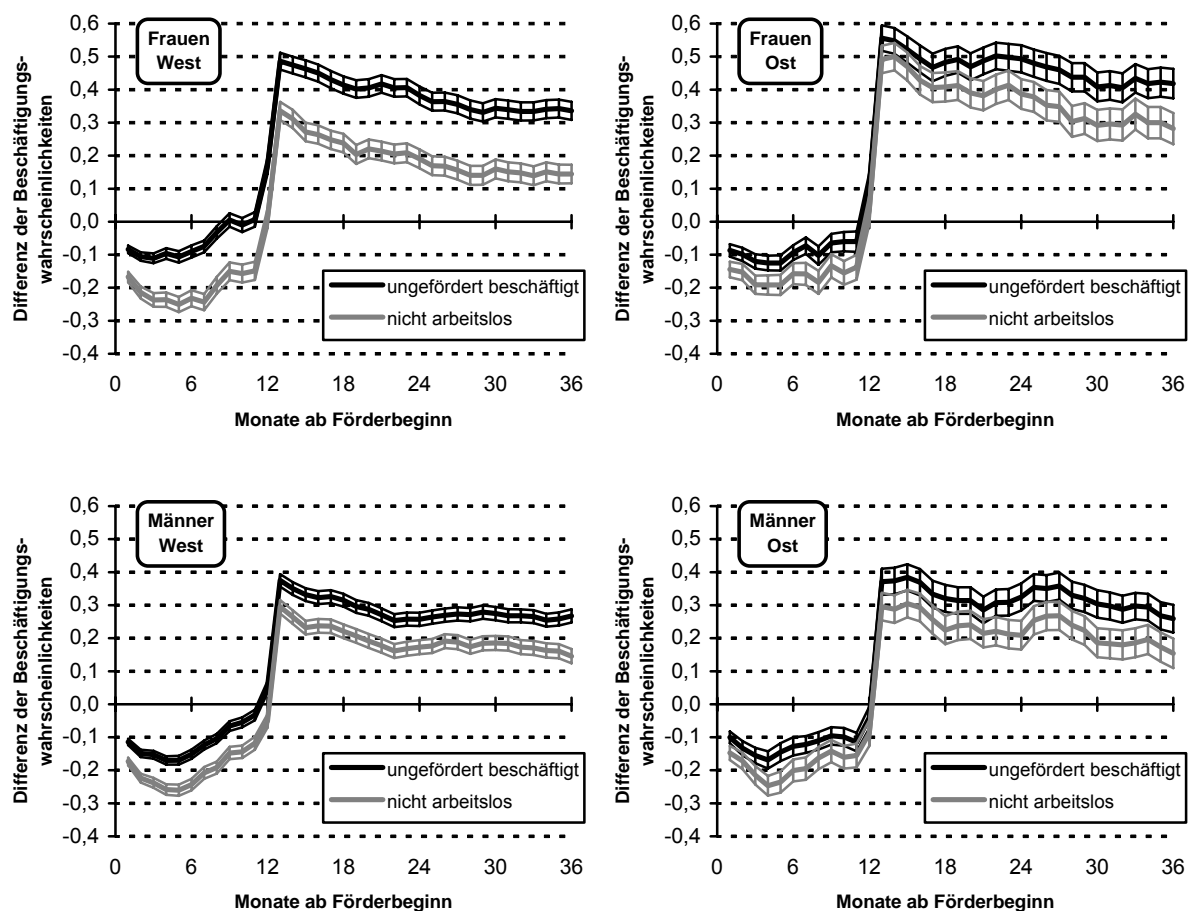 Frauen
West
Differenz der Beschäftigungs-
wahrscheinlichkeiten
0,6
0,5
0,4
0,3
0,2
0,1
0,0
-0,1
-0,2
-0,3
-0,4
ungefördert beschäftigt
nicht arbeitslos
0 6 12 18 24 30 36
Monate ab Förderbeginn
Frauen
Ost
Differenz der Beschäftigungs-
wahrscheinlichkeiten
0,6
0,5
0,4
0,3
0,2
0,1
0,0
-0,1
-0,2
-0,3
-0,4
ungefördert beschäftigt
nicht arbeitslos
0 6 12 18 24 30 36
Monate ab Förderbeginn
Männer
West
Differenz der Beschäftigungs-
wahrscheinlichkeiten
0,6
0,5
0,4
0,3
0,2
0,1
0,0
-0,1
-0,2
-0,3
-0,4
ungefördert beschäftigt
nicht arbeitslos
0 6 12 18 24 30 36
Monate ab Förderbeginn
Männer
Ost
Differenz der Beschäftigungs-
wahrscheinlichkeiten
0,6
0,5
0,4
0,3
0,2
0,1
0,0
-0,1
-0,2
-0,3
-0,4
ungefördert beschäftigt
nicht arbeitslos
0 6 12 18 24 30 36
Monate ab Förderbeginn